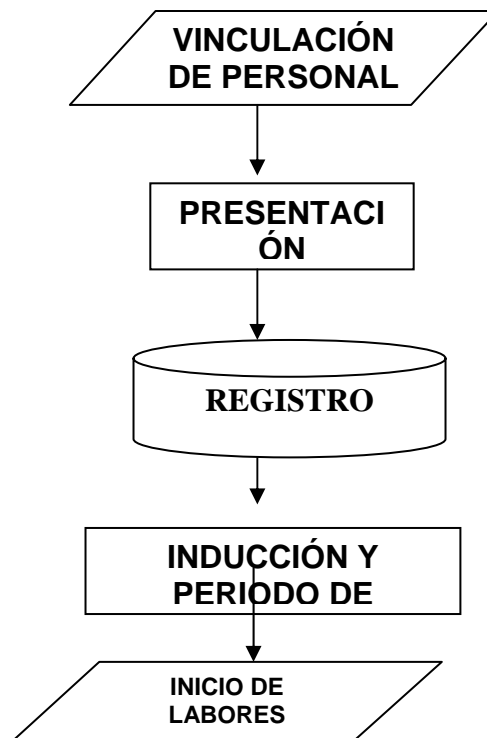 VINCULACIÓN
DE PERSONAL
PRESENTACI
ÓN
REGISTRO
INDUCCIÓN Y
PERIODO DE
INICIO DE
LABORES